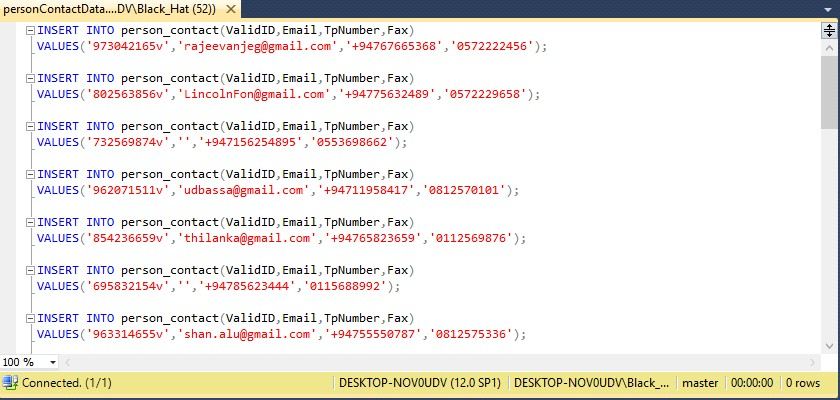 personContactData....DV\Black_Hat (52))
INSERT INTO person_contact(ValidID,Email,TpNumber,Fax)
VALUES('973042165v','rajeevanjeg@gmail.com','+94767665368','0572222456');
INSERT INTO person_contact(ValidID,Email,TpNumber,Fax)
VALUES('802563856v','LincolnFon@gmail.com','+94775632489','0572229658');
INSERT INTO person_contact(ValidID,Email,TpNumber,Fax)
VALUES('732569874v','','+947156254895','0553698662');
INSERT INTO person_contact(ValidID,Email,TpNumber,Fax)
VALUES('962071511v','udbassa@gmail.com','+94711958417','0812570101');
INSERT INTO person_contact(ValidID,Email,TpNumber,Fax)
VALUES('854236659v','thilanka@gmail.com','+94765823659','0112569876');
INSERT INTO person_contact(ValidID,Email,TpNumber,Fax)
VALUES('695832154v','','+94785623444','0115688992');
INSERT INTO person_contact(ValidID,Email,TpNumber,Fax)
VALUES('963314655v','shan.alu@gmail.com','+94755550787','0812575336');
100 %
Connected. (1/1) DESKTOP-NOV0UDV (12.0 SP1) DESKTOP-NOV0UDV\Black_... master 00:00:00 0 rows